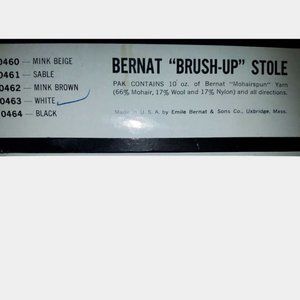 0460 — MINK BEIGE
0461 — SABLE
0462 — MINK BROWN
0463 — WHITE
0464 — BLACK
BERNAT "BRUSH-UP" STOLE
PAK CONTAINS 10 oz. of Bernat "Mohairspun" Yarn
(66% Mohair, 17% Wool and 17% Nylon) and all directions.
Made in U. S. A. by Emile Bernat & Sons Co., Uxbridge, Mass.